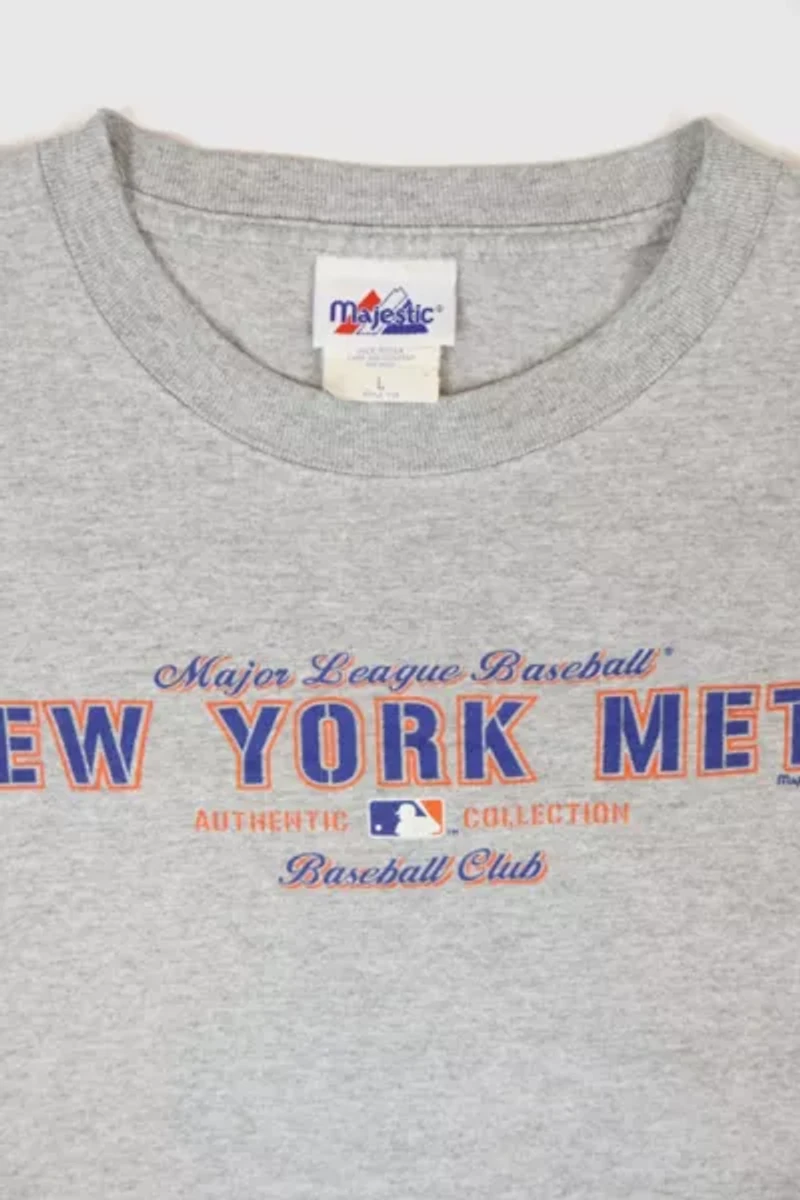 Majestic®
L
Major League Baseball®
EW YORK MET
AUTHENTIC COLLECTION
Baseball Club